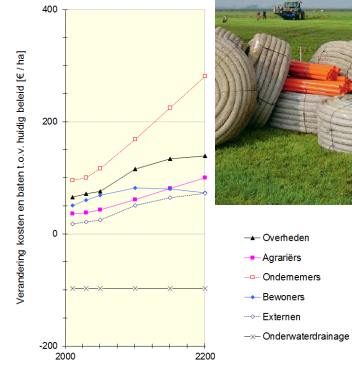 Verandering kosten en baten t.o.v. huidig beleid [€ / ha]
400
200
0
-200
2000
2200
Overheden
Agrariërs
Ondernemers
Bewoners
Externen
Onderwaterdrainage